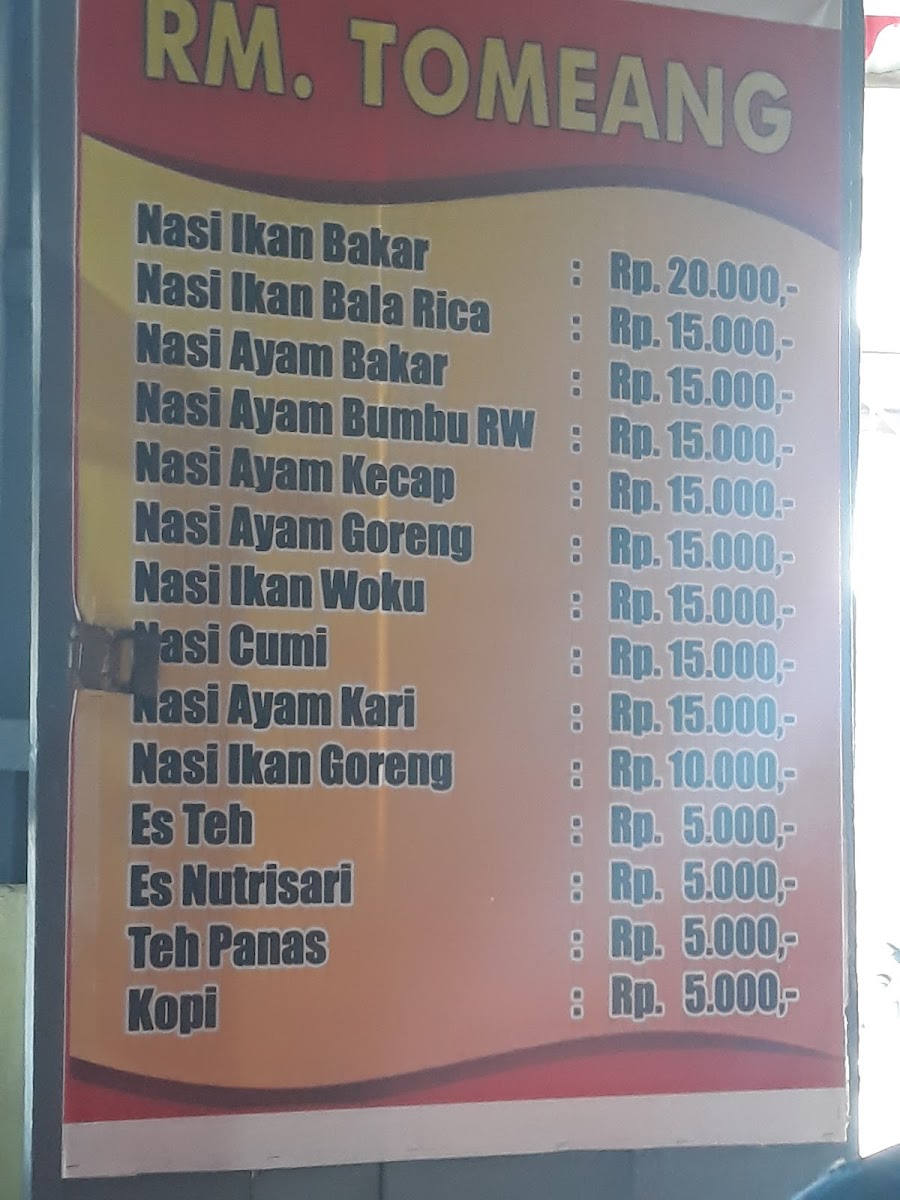 RM. TOMEANG
Nasi Ikan Bakar : Rp. 20.000,-
Nasi Ikan Bala Rica : Rp. 15.000,-
Nasi Ayam Bakar : Rp. 15.000,-
Nasi Ayam Bumbu RW : Rp. 15.000,-
Nasi Ayam Kecap : Rp. 15.000.-
Nasi Ayam Goreng : Rp. 15.000,-
Nasi Ikan Woku : Rp. 15.000,-
Nasi Cumi : Rp. 15.000,-
Nasi Ayam Kari : Rp. 15.000,-
Nasi Ikan Goreng : Rp. 10.000,-
Es Teh : Rp. 5.000,-
Es Nutrisari : Rp. 5.000,-
Teh Panas : Rp. 5.000,-
Kopi : Rp. 5.000,-